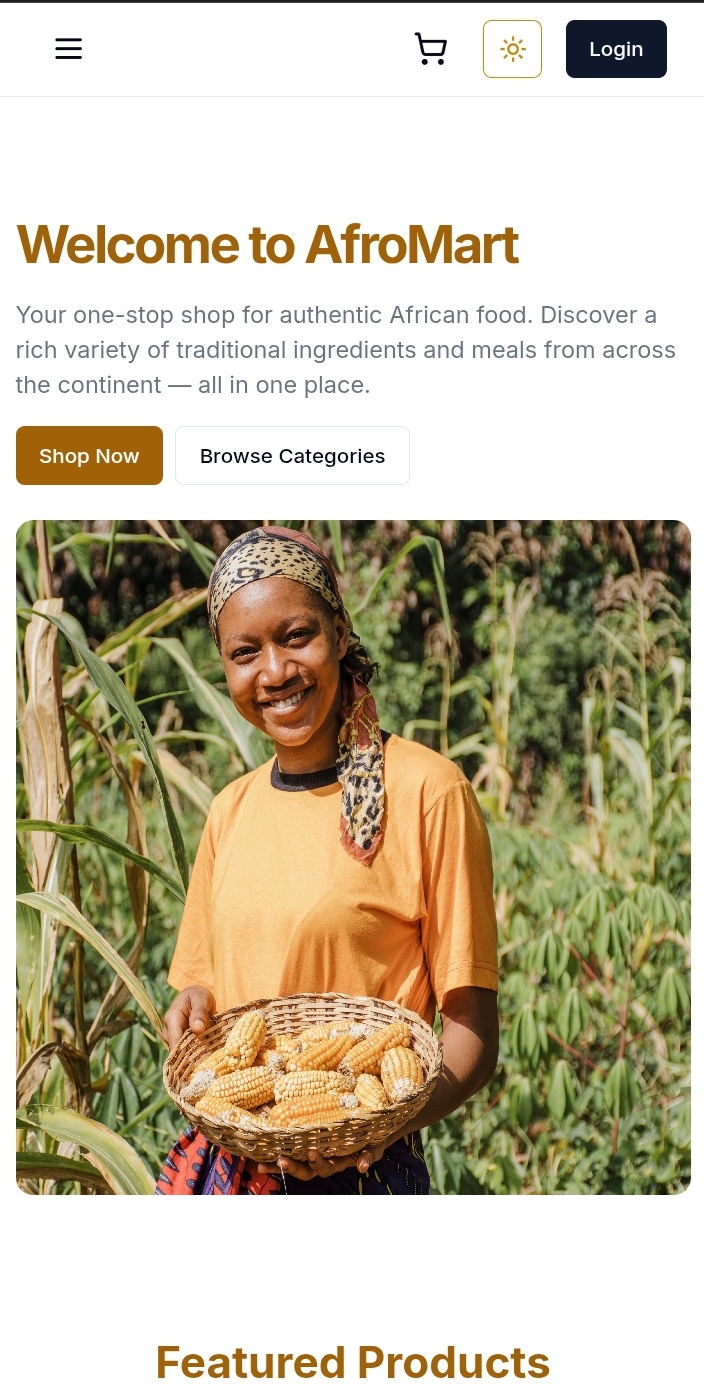 Login
Welcome to AfroMart
Your one-stop shop for authentic African food. Discover a
rich variety of traditional ingredients and meals from across
the continent — all in one place.
Shop Now
Browse Categories
Featured Products